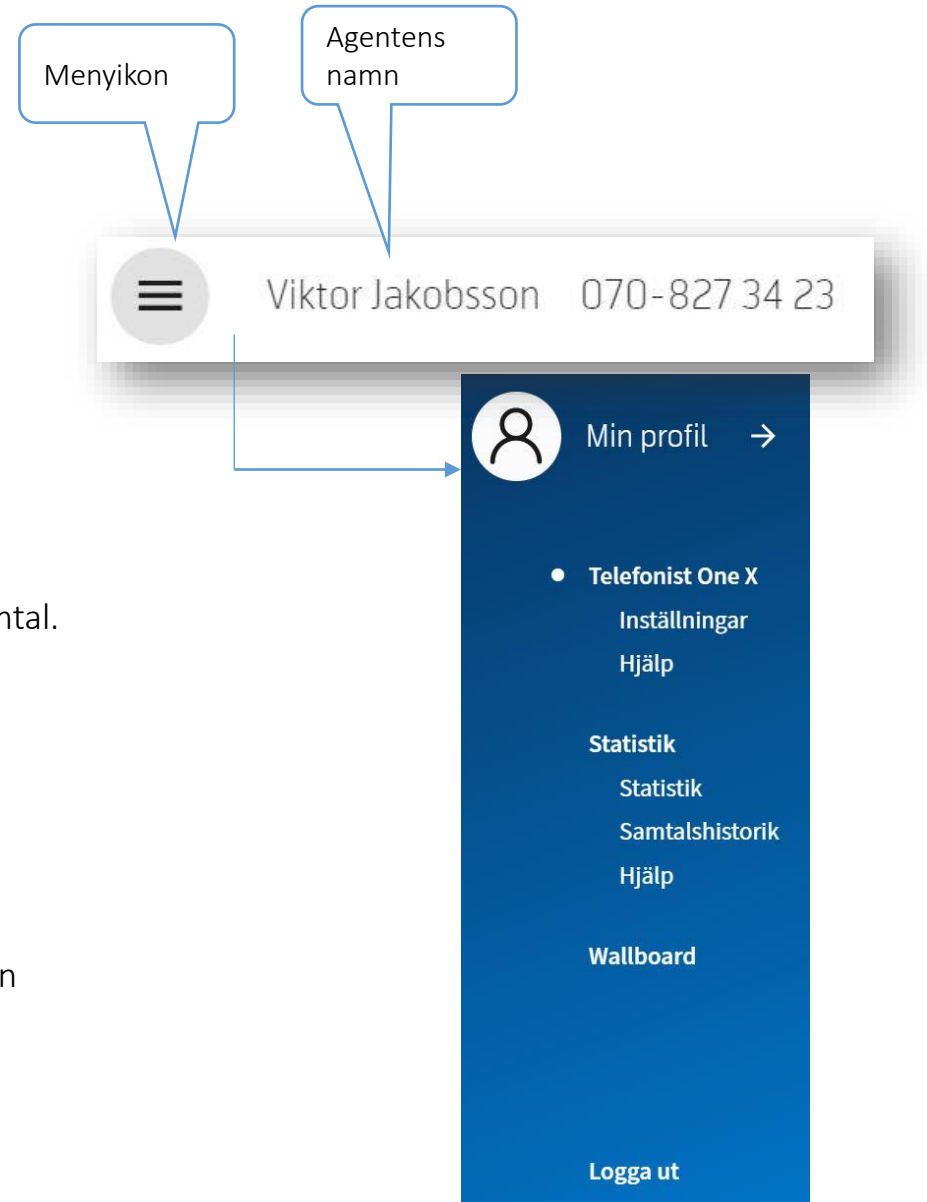 Menyikon
Agentens
namn
Viktor Jakobsson 070-827 34 23
Min profil →
Telefonist One X
ntal.
Inställningar
Hjälp
Statistik
Statistik
Samtalshistorik
Hjälp
Wallboard
n
Logga ut